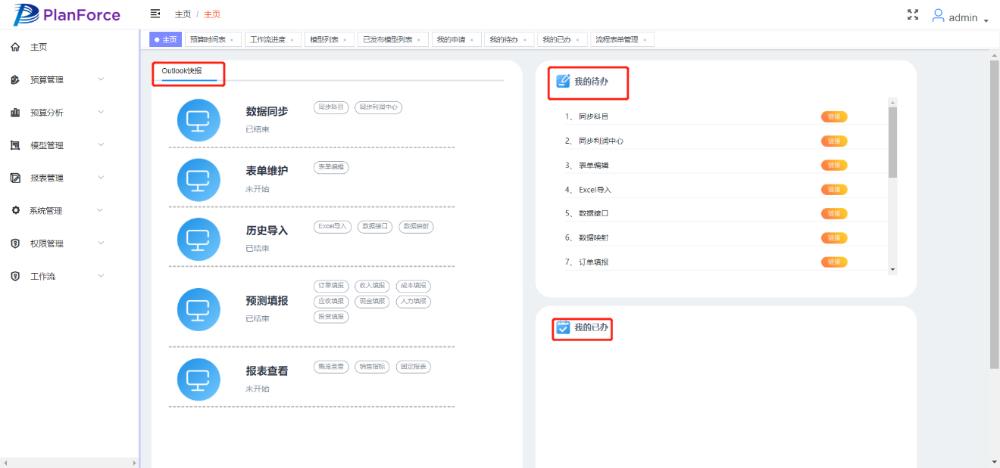 PlanForce
主页 / 主页
admin
主页
预算时间表 ×
工作流进度 ×
模型列表 ×
已发布模型列表 ×
我的申请 ×
我的待办 ×
我的已办 ×
流程表单管理 ×
主页
预算管理
预算分析
模型管理
报表管理
系统管理
权限管理
工作流
Outlook快报
数据同步
已结束
同步科目
同步利润中心
表单维护
未开始
表单编辑
历史导入
已结束
Excel导入
数据接口
数据映射
预测填报
已结束
订单填报
收入填报
成本填报
应收填报
现金填报
人力填报
投资填报
报表查看
未开始
概览查看
销售指标
固定报表
我的待办
1、 同步科目 链接
2、 同步利润中心 链接
3、 表单编辑 链接
4、 Excel导入 链接
5、 数据接口 链接
6、 数据映射 链接
7、 订单填报 链接
我的已办